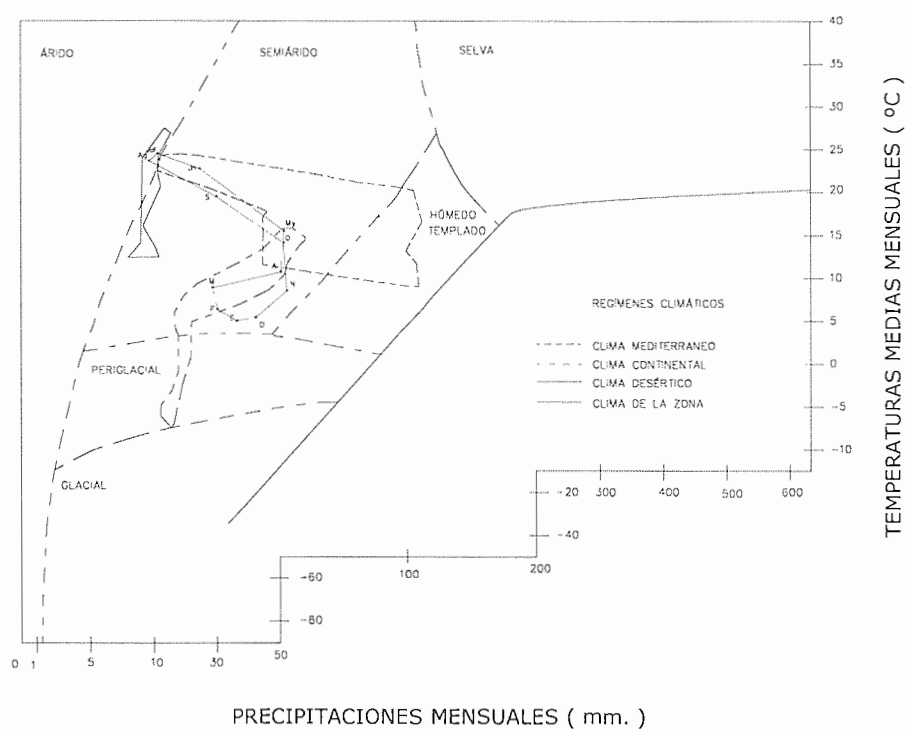 ÁRIDO
SEMIÁRIDO
SELVA
HÚMEDO
TEMPLADO
PERIGLACIAL
GLACIAL
REGÍMENES CLIMÁTICOS
CLIMA MEDITERRANEO
CLIMA CONTINENTAL
CLIMA DESÉRTICO
CLIMA DE LA ZONA
40
35
30
25
20
15
10
5
0
-5
-10
-20
-40
-60
-80
300
400
500
600
100
200
0
1
5
10
30
50
S
My
O
N
D
TEMPERATURAS MEDIAS MENSUALES ( ºC )
PRECIPITACIONES MENSUALES ( mm. )